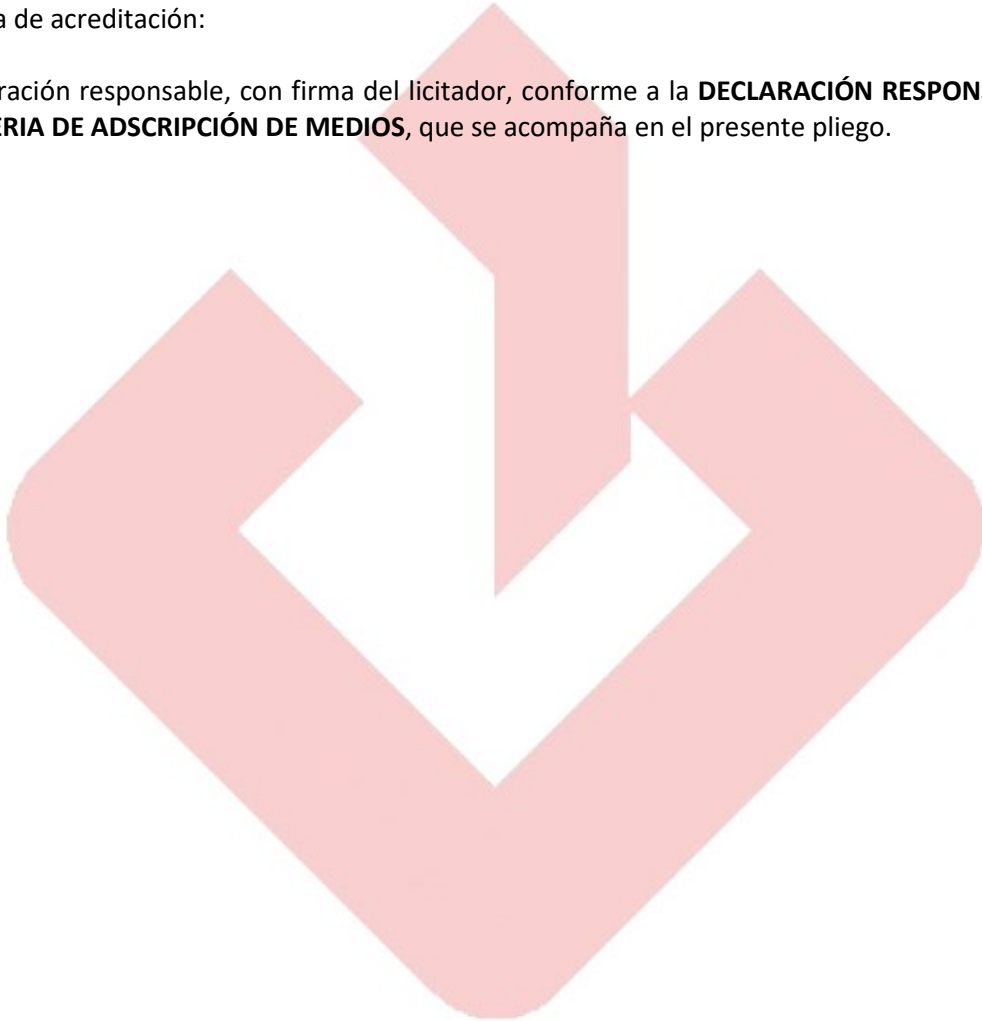 a de acreditación:
ración responsable, con firma del licitador, conforme a la DECLARACIÓN RESPON
ERIA DE ADSCRIPCIÓN DE MEDIOS, que se acompaña en el presente pliego.